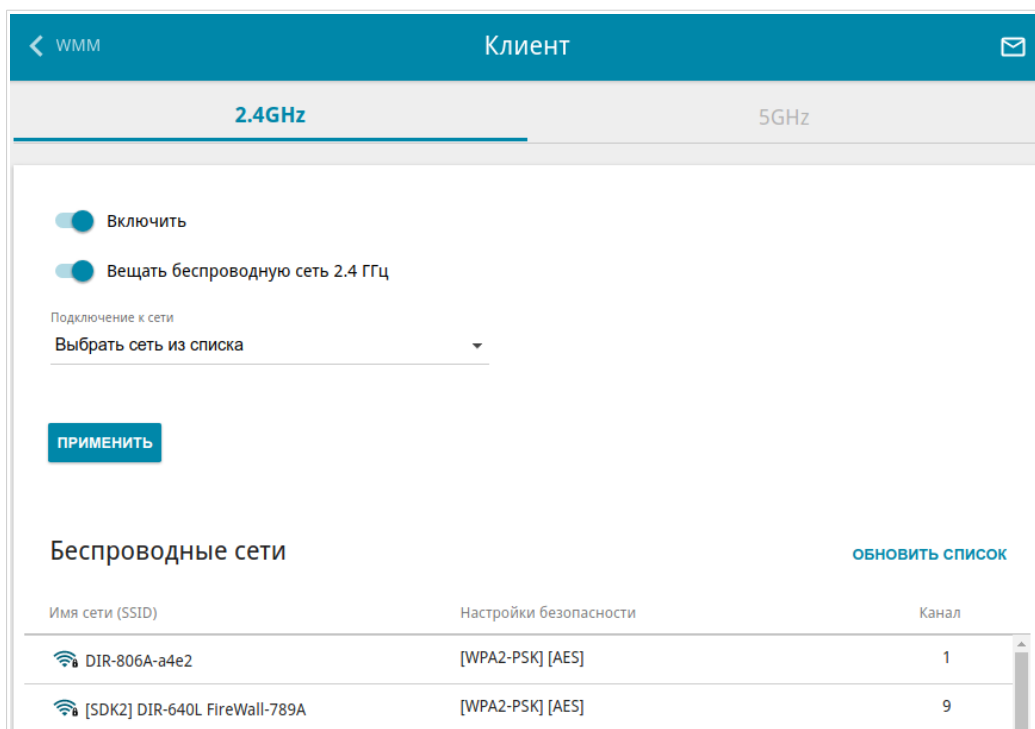 WMM Клиент
2.4GHz 5GHz
Включить
Вещать беспроводную сеть 2.4 ГГц
Подключение к сети
Выбрать сеть из списка
ПРИМЕНИТЬ
Беспроводные сети ОБНОВИТЬ СПИСОК
Имя сети (SSID) Настройки безопасности Канал
DIR-806A-a4e2 [WPA2-PSK] [AES] 1
[SDK2] DIR-640L FireWall-789A [WPA2-PSK] [AES] 9